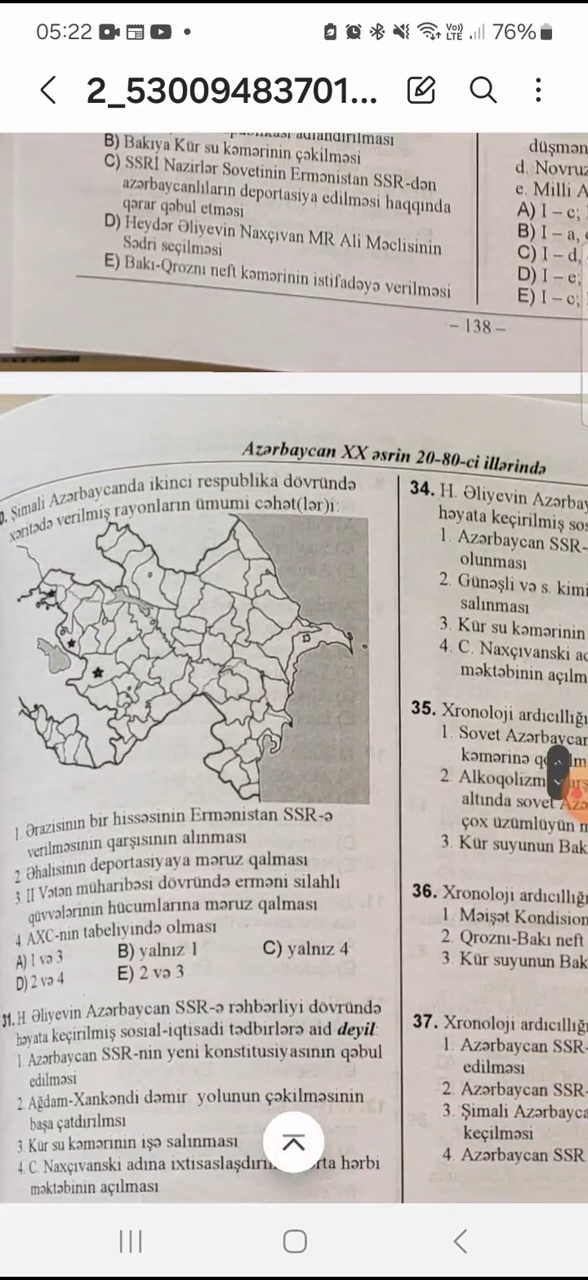 05:22
Vo))
LTE
76%
2_53009483701...
adlandırılması
B) Bakıya Kür su kəmərinin çəkilməsi
C) SSRİ Nazirlər Sovetinin Ermənistan SSR-dən
azərbaycanlıların deportasiya edilməsi haqqında
qərar qəbul etməsi
D) Heydər Əliyevin Naxçıvan MR Ali Məclisinin
Sədri seçilməsi
E) Bakı-Qroznı neft kəmərinin istifadəyə verilməsi
düşmən
d. Novruz
e. Milli A
A) I – c;
B) I – a,
C) I – d,
D) I – e;
E) I – c;
– 138 –
Azərbaycan XX əsrin 20-80-ci illərində
0. Şimali Azərbaycanda ikinci respublika dövründə
xəritədə verilmiş rayonların ümumi cəhət(lər)i:
1. Ərazisinin bir hissəsinin Ermənistan SSR-ə
verilməsinin qarşısının alınması
2. Əhalisinin deportasiyaya məruz qalması
3. II Vətən müharibəsi dövründə erməni silahlı
qüvvələrinin hücumlarına məruz qalması
4. AXC-nin tabeliyində olması
A) 1 və 3
B) yalnız 1
C) yalnız 4
D) 2 və 4
E) 2 və 3
31. H. Əliyevin Azərbaycan SSR-ə rəhbərliyi dövründə
həyata keçirilmiş sosial-iqtisadi tədbirlərə aid deyil:
1. Azərbaycan SSR-nin yeni konstitusiyasının qəbul
edilməsi
2. Ağdam-Xankəndi dəmir yolunun çəkilməsinin
başa çatdırılmsı
3. Kür su kəmərinin işə salınması
4. C. Naxçıvanski adına ixtisaslaşdırıl rta hərbi
məktəbinin açılması
34. H. Əliyevin Azərbay
həyata keçirilmiş sos
1. Azərbaycan SSR-
olunması
2. Günəşli və s. kimi
salınması
3. Kür su kəmərinin
4. C. Naxçıvanski ad
məktəbinin açılm
35. Xronoloji ardıcıllığı
1. Sovet Azərbaycan
kəmərinə
2. Alkoqolizm
altında sovet Azə
çox üzümlüyün m
3. Kür suyunun Bak
36. Xronoloji ardıcıllığı
1. Məişət Kondision
2. Qroznı-Bakı neft
3. Kür suyunun Bak
37. Xronoloji ardıcıllığı
1. Azərbaycan SSR-
edilməsi
2. Azərbaycan SSR-
3. Şimali Azərbayca
keçilməsi
4. Azərbaycan SSR